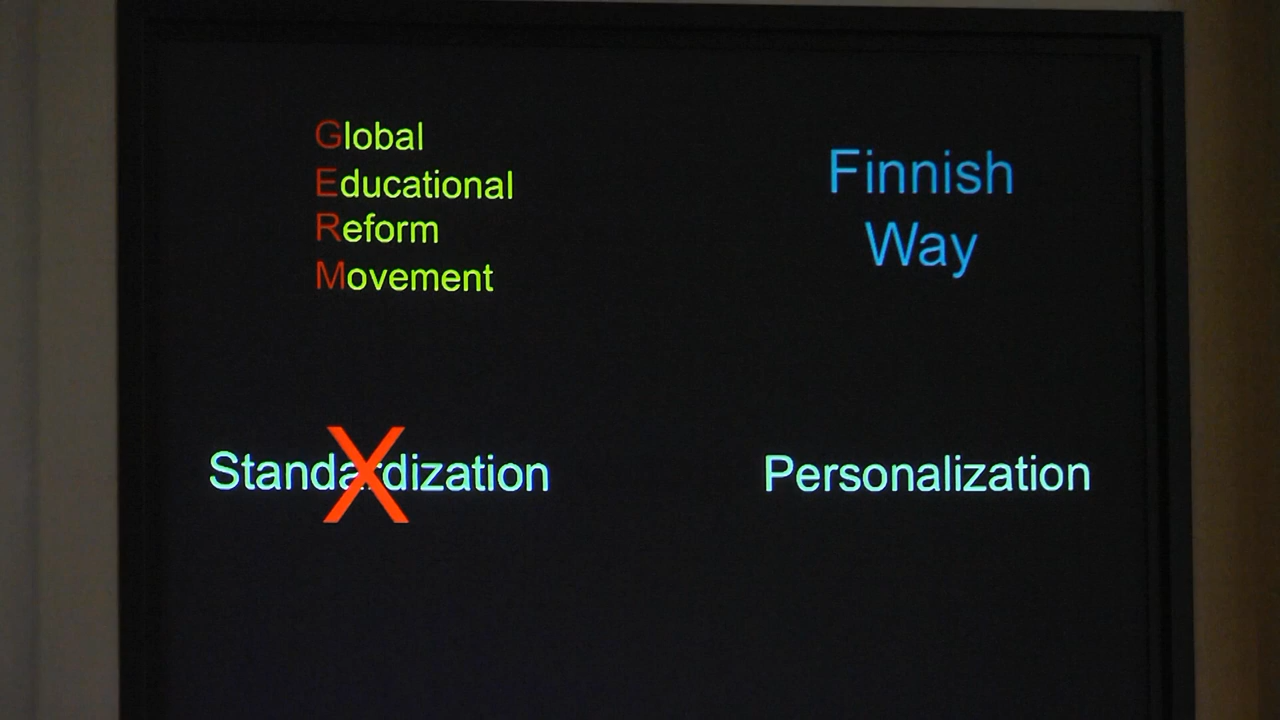 Global
Educational
Reform
Movement
Finnish
Way
Standardization
X
Personalization